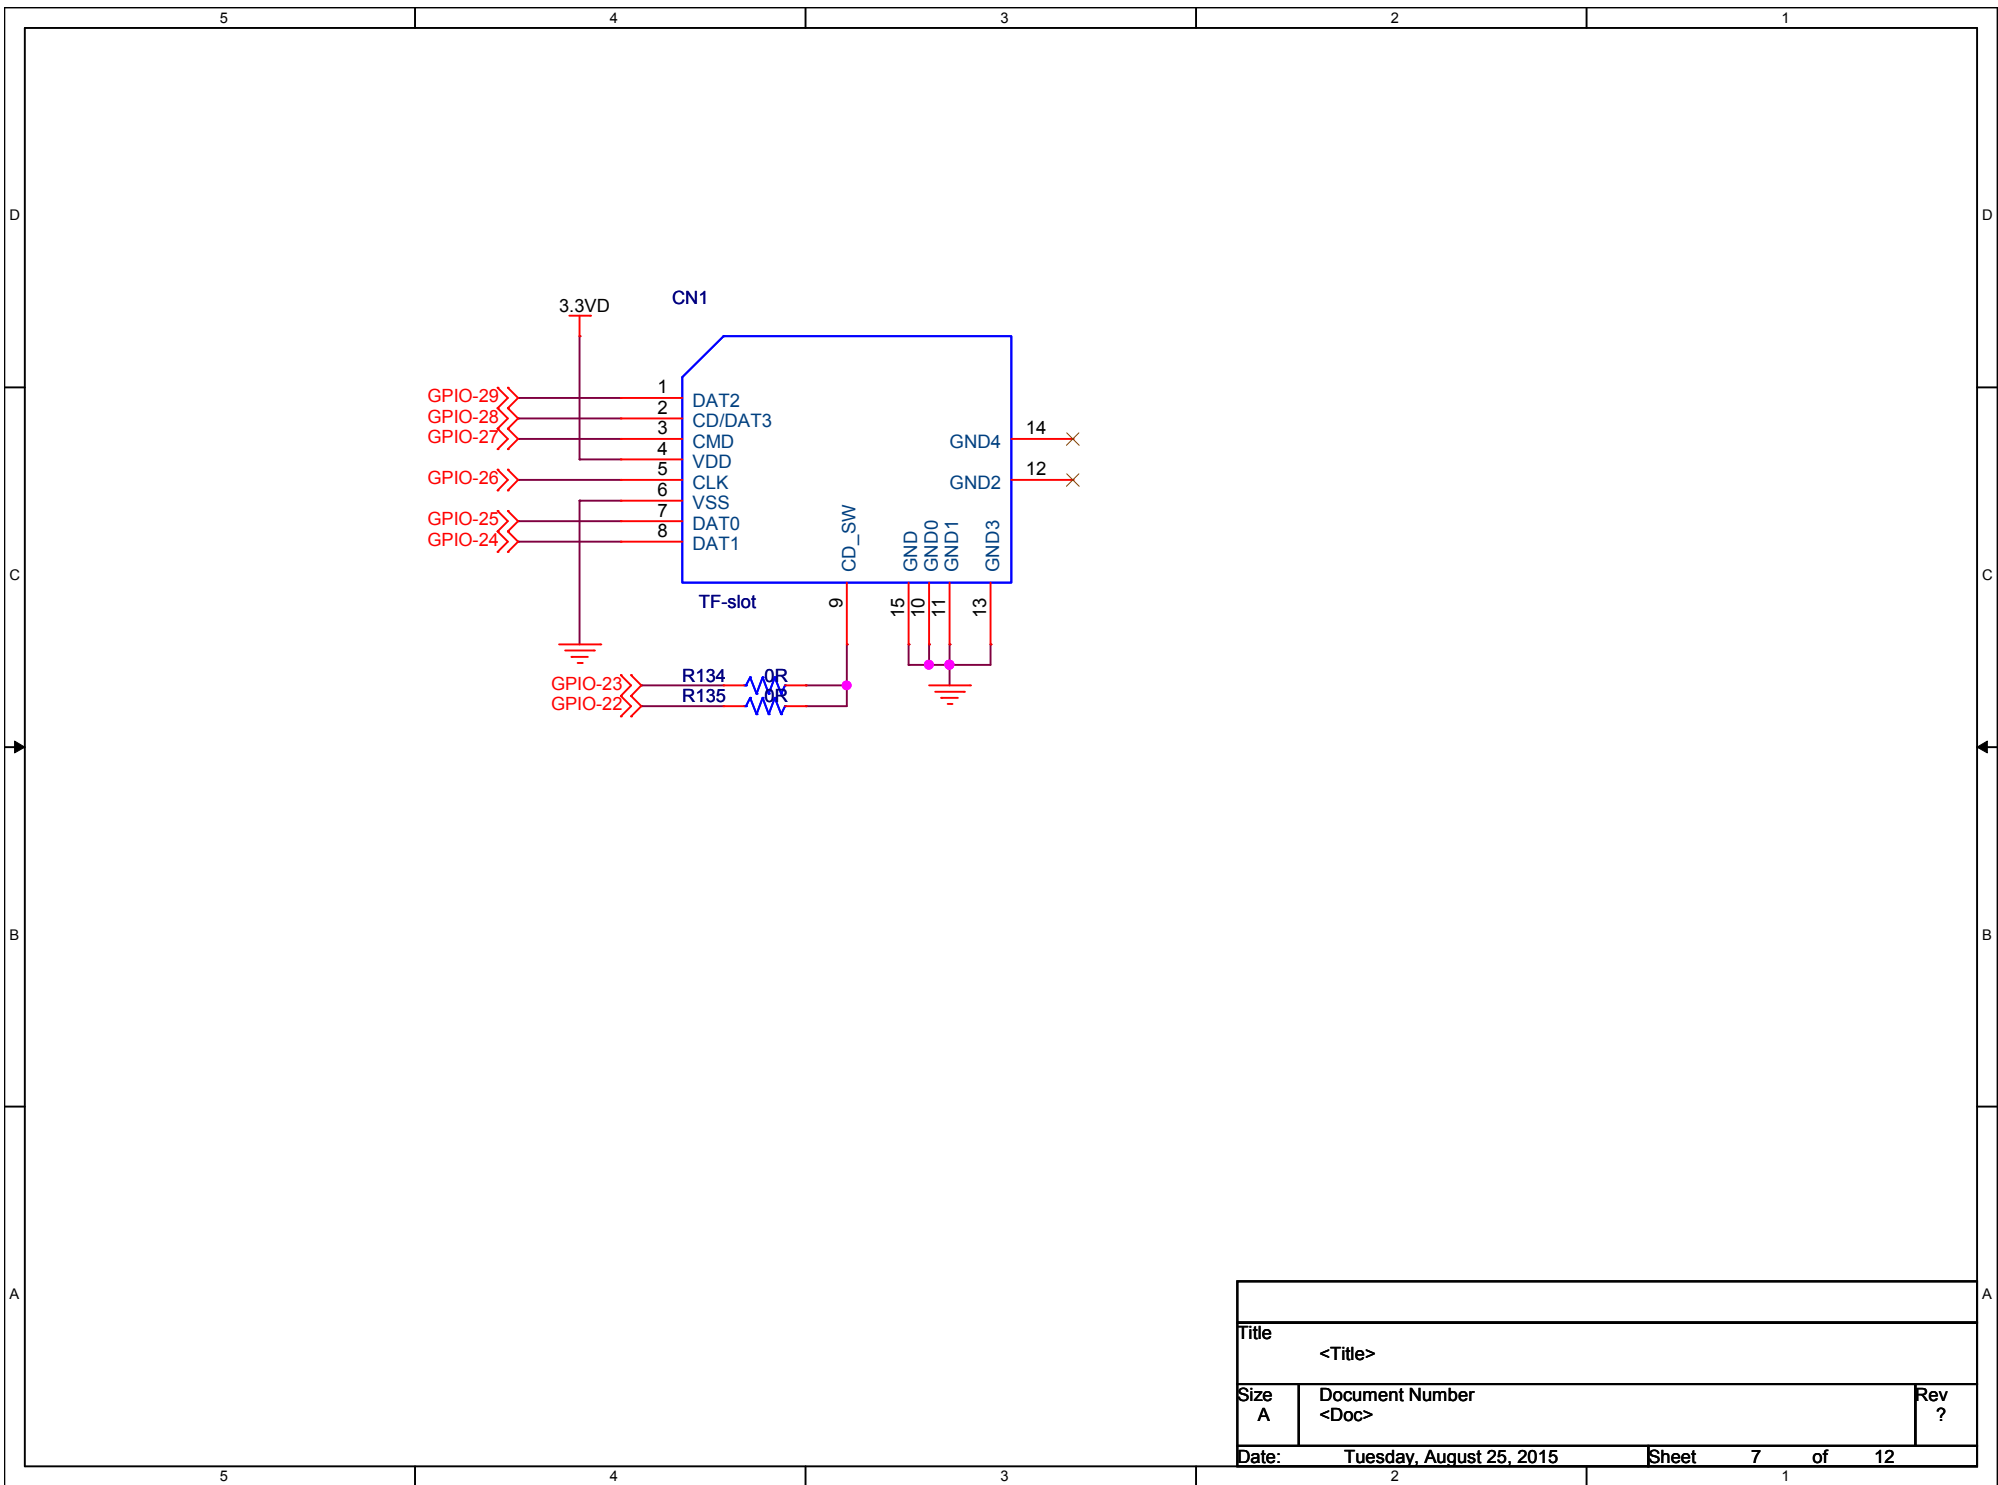 5 4 3 2 1
D D
3.3VD
CN1
GPIO-29 1 DAT2
GPIO-28 2 CD/DAT3
GPIO-27 3 CMD
4 VDD
GPIO-26 5 CLK
6 VSS
GPIO-25 7 DAT0
GPIO-24 8 DAT1
GND4 14
GND2 12
CD_SW GND GND0 GND1 GND3
C C
TF-slot
9 15 10 11 13
GPIO-23 R134 0R
GPIO-22 R135 0R
B B
A A
Title
<Title>
Size Document Number Rev
A <Doc> ?
Date: Tuesday, August 25, 2015 Sheet 7 of 12
5 4 3 2 1